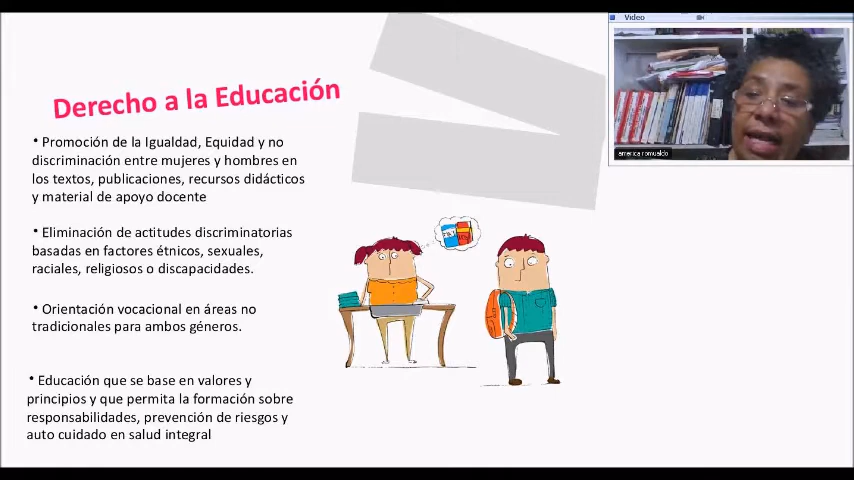 Video
america romualdo
Derecho a la Educación
• Promoción de la Igualdad, Equidad y no
discriminación entre mujeres y hombres en
los textos, publicaciones, recursos didácticos
y material de apoyo docente
• Eliminación de actitudes discriminatorias
basadas en factores étnicos, sexuales,
raciales, religiosos o discapacidades.
• Orientación vocacional en áreas no
tradicionales para ambos géneros.
• Educación que se base en valores y
principios y que permita la formación sobre
responsabilidades, prevención de riesgos y
auto cuidado en salud integral